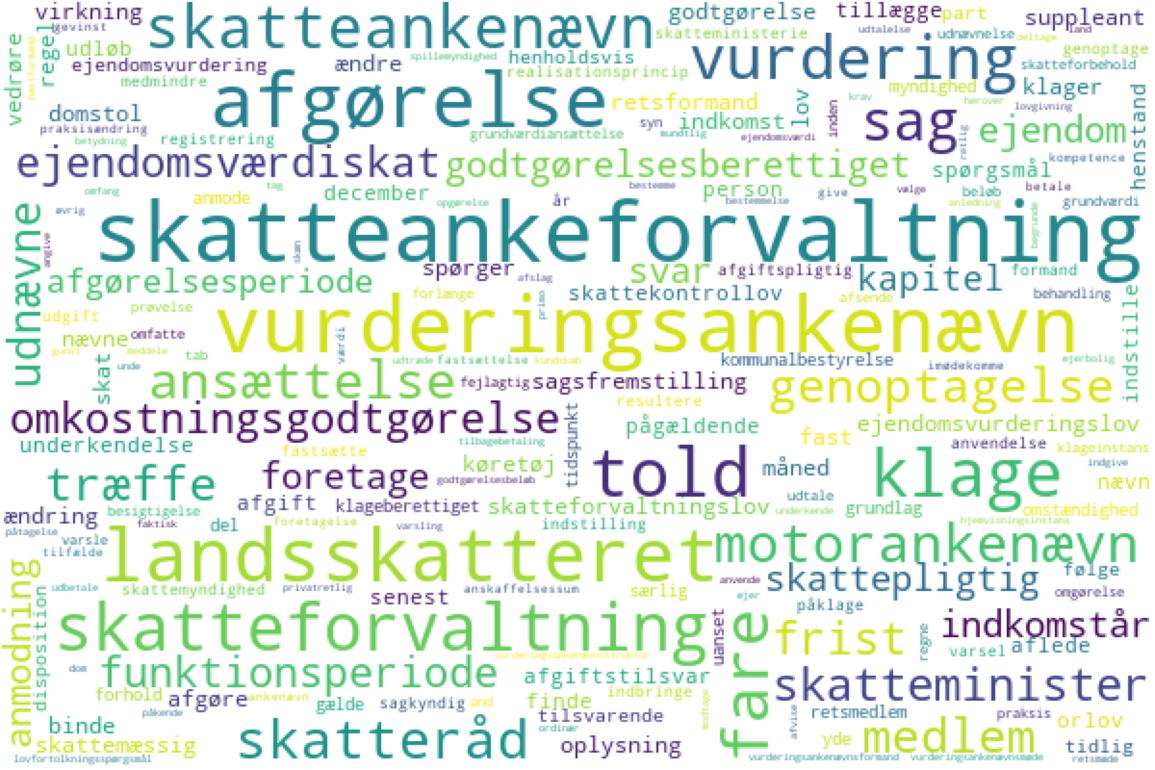 virkning
skatteankenævn
godtgørelse
tillægge
part
suppleant
land
gevinst
skatteministerie
udtalelse
udnævnelse
deltage
vedrøre
regel
næstformand
udløb
vurdering
genoptage
ejendomsvurdering
ændre
spillemyndighed
henholdsvis
skatteforbehold
medmindre
afgørelse
realisationsprincip
myndighed
klager
domstol
retsformand
lov
krav
herover
lovgivning
praksisændring
betydning
registrering
grundværdiansættelse
syn
indkomst
mundtlig
inden
sag
ejendom
henstand
ejendomsværdiskat
godtgørelsesberettiget
ejendomsværdi
retlig
spørgsmål
kompetence
omfang
tag
december
bestemme
person
give
vælge
beløb
betale
øvrig
anmode
opgørelse
år
bestemmelse
anledning
grundværdi
udnævne
angive
skatteankeforvaltning
skøn
begrunde
afgørelsesperiode
spørger
afslag
svar
afgiftspligtig
kapitel
formand
prøvelse
forlænge
primo
skattekontrollov
afsende
behandling
udgift
nævne
omfatte
vurderingsankenævn
indstille
gunst
meddele
tab
værdi
udtræde
fastsættelse
kundskab
kommunalbestyrelse
imødekomme
ejerbolig
skat
unde
ansættelse
fejlagtig
sagsfremstilling
genoptagelse
omkostningsgodtgørelse
tidspunkt
resultere
pågældende
fast
ejendomsvurderingslov
underkendelse
fastsætte
tilbagebetaling
anvendelse
klageinstans
træffe
foretage
køretøj
godtgørelsesbeløb
told
måned
klage
indgive
nævn
ændring
besigtigelse
afgift
klageberettiget
skatteforvaltningslov
udtale
grundlag
omstændighed
påtagelse
faktisk
del
foretagelse
varsling
indstilling
underkende
hjemvisningsinstans
varsle
tilfælde
landsskatteret
motorankenævn
anmodning
disposition
udbetale
skattemyndighed
privatretlig
senest
anskaffelsessum
særlig
anvende
ejer
skattepligtig
følge
omgørelse
skatteforvaltning
uanset
fare
påklage
frist
regne
indkomstår
varsel
aflede
dom
funktionsperiode
vurderingsankenævnsstruktur
afgiftstilsvar
skatteminister
forhold
afgøre
ankenævn
gælde
sagkyndig
and
finde
indbringe
modtage
retsmedlem
praksis
binde
påkende
skatteråd
ordinær
tilsvarende
afvise
yde
medlem
orlov
skattemæssig
oplysning
tidlig
lovfortolkningsspørgsmål
vurderingsankenævnsformand
vurderingsankenævnsmøde
retsmøde